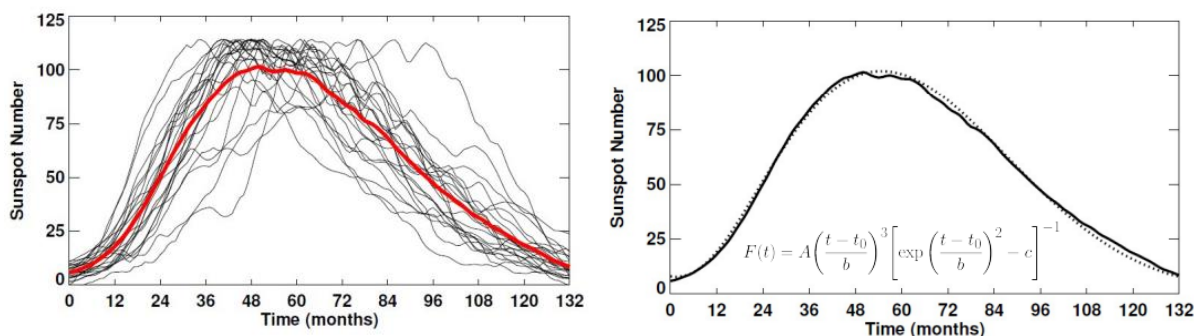 125
100
75
50
25
0
Sunspot Number
0 12 24 36 48 60 72 84 96 108 120 132
Time (months)
125
100
75
50
25
0
Sunspot Number
F(t) = A((t − t₀)/b)³ [exp((t − t₀)/b)² − c]⁻¹
0 12 24 36 48 60 72 84 96 108 120 132
Time (months)